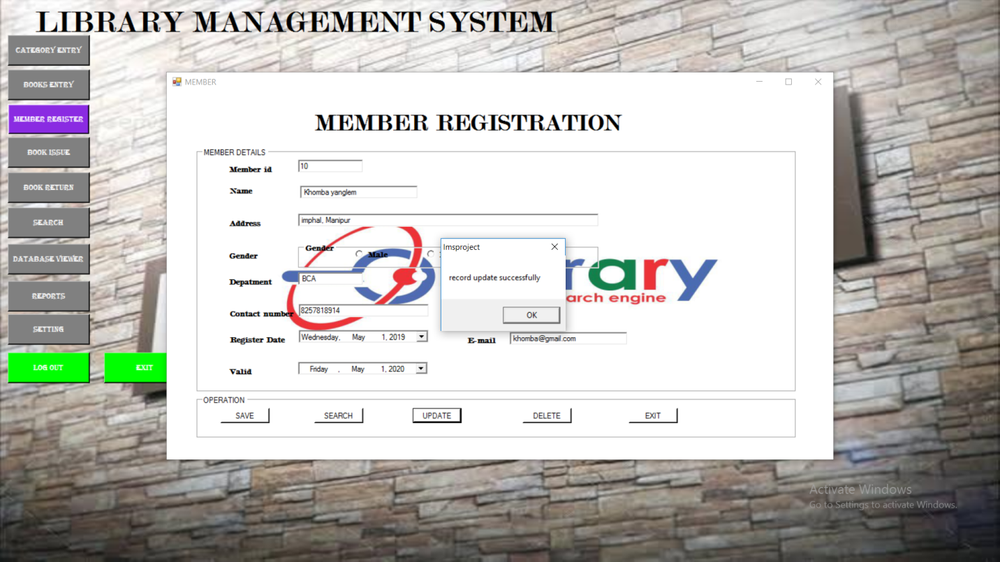 LIBRARY MANAGEMENT SYSTEM
CATEGORY ENTRY
BOOKS ENTRY
MEMBER REGISTER
BOOK ISSUE
BOOK RETURN
SEARCH
DATABASE VIEWER
REPORTS
SETTING
LOG OUT
EXIT
MEMBER
MEMBER REGISTRATION
MEMBER DETAILS
Member id 10
Name Khomba yanglem
Address imphal, Manipur
Gender Gender Male
Depatment BCA
Contact number 8257818914
Register Date Wednesday, May 1, 2019 E-mail khomba@gmail.com
Valid Friday , May 1, 2020
rary
arch engine
lmsproject
record update successfully
OK
OPERATION
SAVE SEARCH UPDATE DELETE EXIT
Activate Windows
Go to Settings to activate Windows.